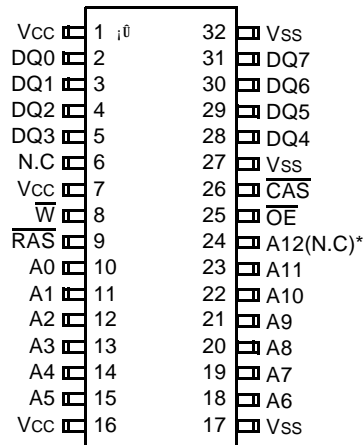 VCC 1 ¡Û 32 VSS
DQ0 2 31 DQ7
DQ1 3 30 DQ6
DQ2 4 29 DQ5
DQ3 5 28 DQ4
N.C 6 27 VSS
VCC 7 26 CAS
W 8 25 OE
RAS 9 24 A12(N.C)*
A0 10 23 A11
A1 11 22 A10
A2 12 21 A9
A3 13 20 A8
A4 14 19 A7
A5 15 18 A6
VCC 16 17 VSS